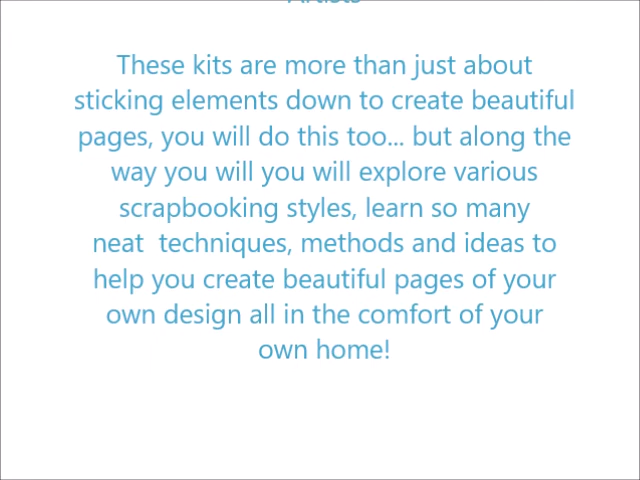 These kits are more than just about
sticking elements down to create beautiful
pages, you will do this too... but along the
way you will you will explore various
scrapbooking styles, learn so many
neat  techniques, methods and ideas to
help you create beautiful pages of your
own design all in the comfort of your
own home!